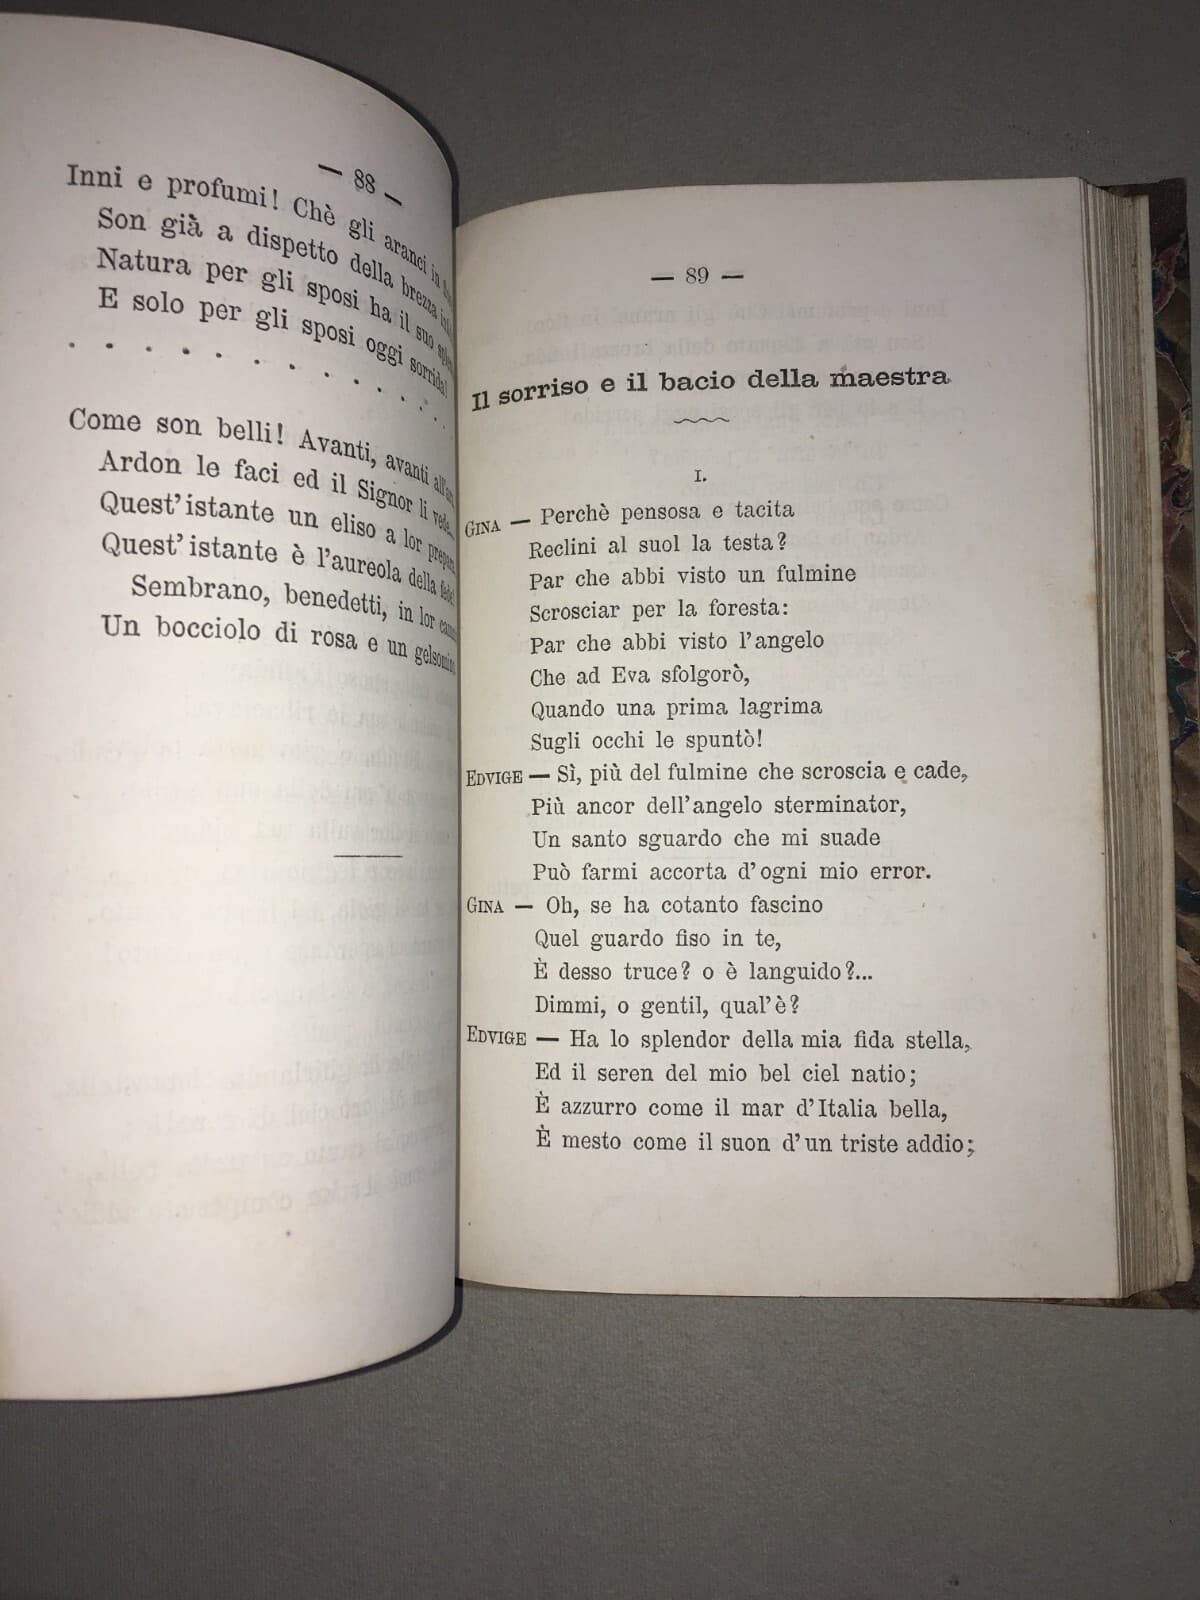 — 88 —
Inni e profumi! Chè gli aranci in
Son già a dispetto della brezza
Natura per gli sposi ha il suo
E solo per gli sposi oggi sorrida!
. . . . . . . . . . . . .
Come son belli! Avanti, avanti
Ardon le faci ed il Signor li vede
Quest'istante un eliso a lor
Quest'istante è l'aureola della fede!
Sembrano, benedetti, in lor
Un bocciolo di rosa e un gelsomino
— 89 —
Il sorriso e il bacio della maestra
I.
GINA — Perchè pensosa e tacita
Reclini al suol la testa?
Par che abbi visto un fulmine
Scrosciar per la foresta:
Par che abbi visto l'angelo
Che ad Eva sfolgorò,
Quando una prima lagrima
Sugli occhi le spuntò!
EDVIGE — Sì, più del fulmine che scroscia e cade,
Più ancor dell'angelo sterminator,
Un santo sguardo che mi suade
Può farmi accorta d'ogni mio error.
GINA — Oh, se ha cotanto fascino
Quel guardo fiso in te,
È desso truce? o è languido?...
Dimmi, o gentil, qual'è?
EDVIGE — Ha lo splendor della mia fida stella,
Ed il seren del mio bel ciel natio;
È azzurro come il mar d'Italia bella,
È mesto come il suon d'un triste addio;